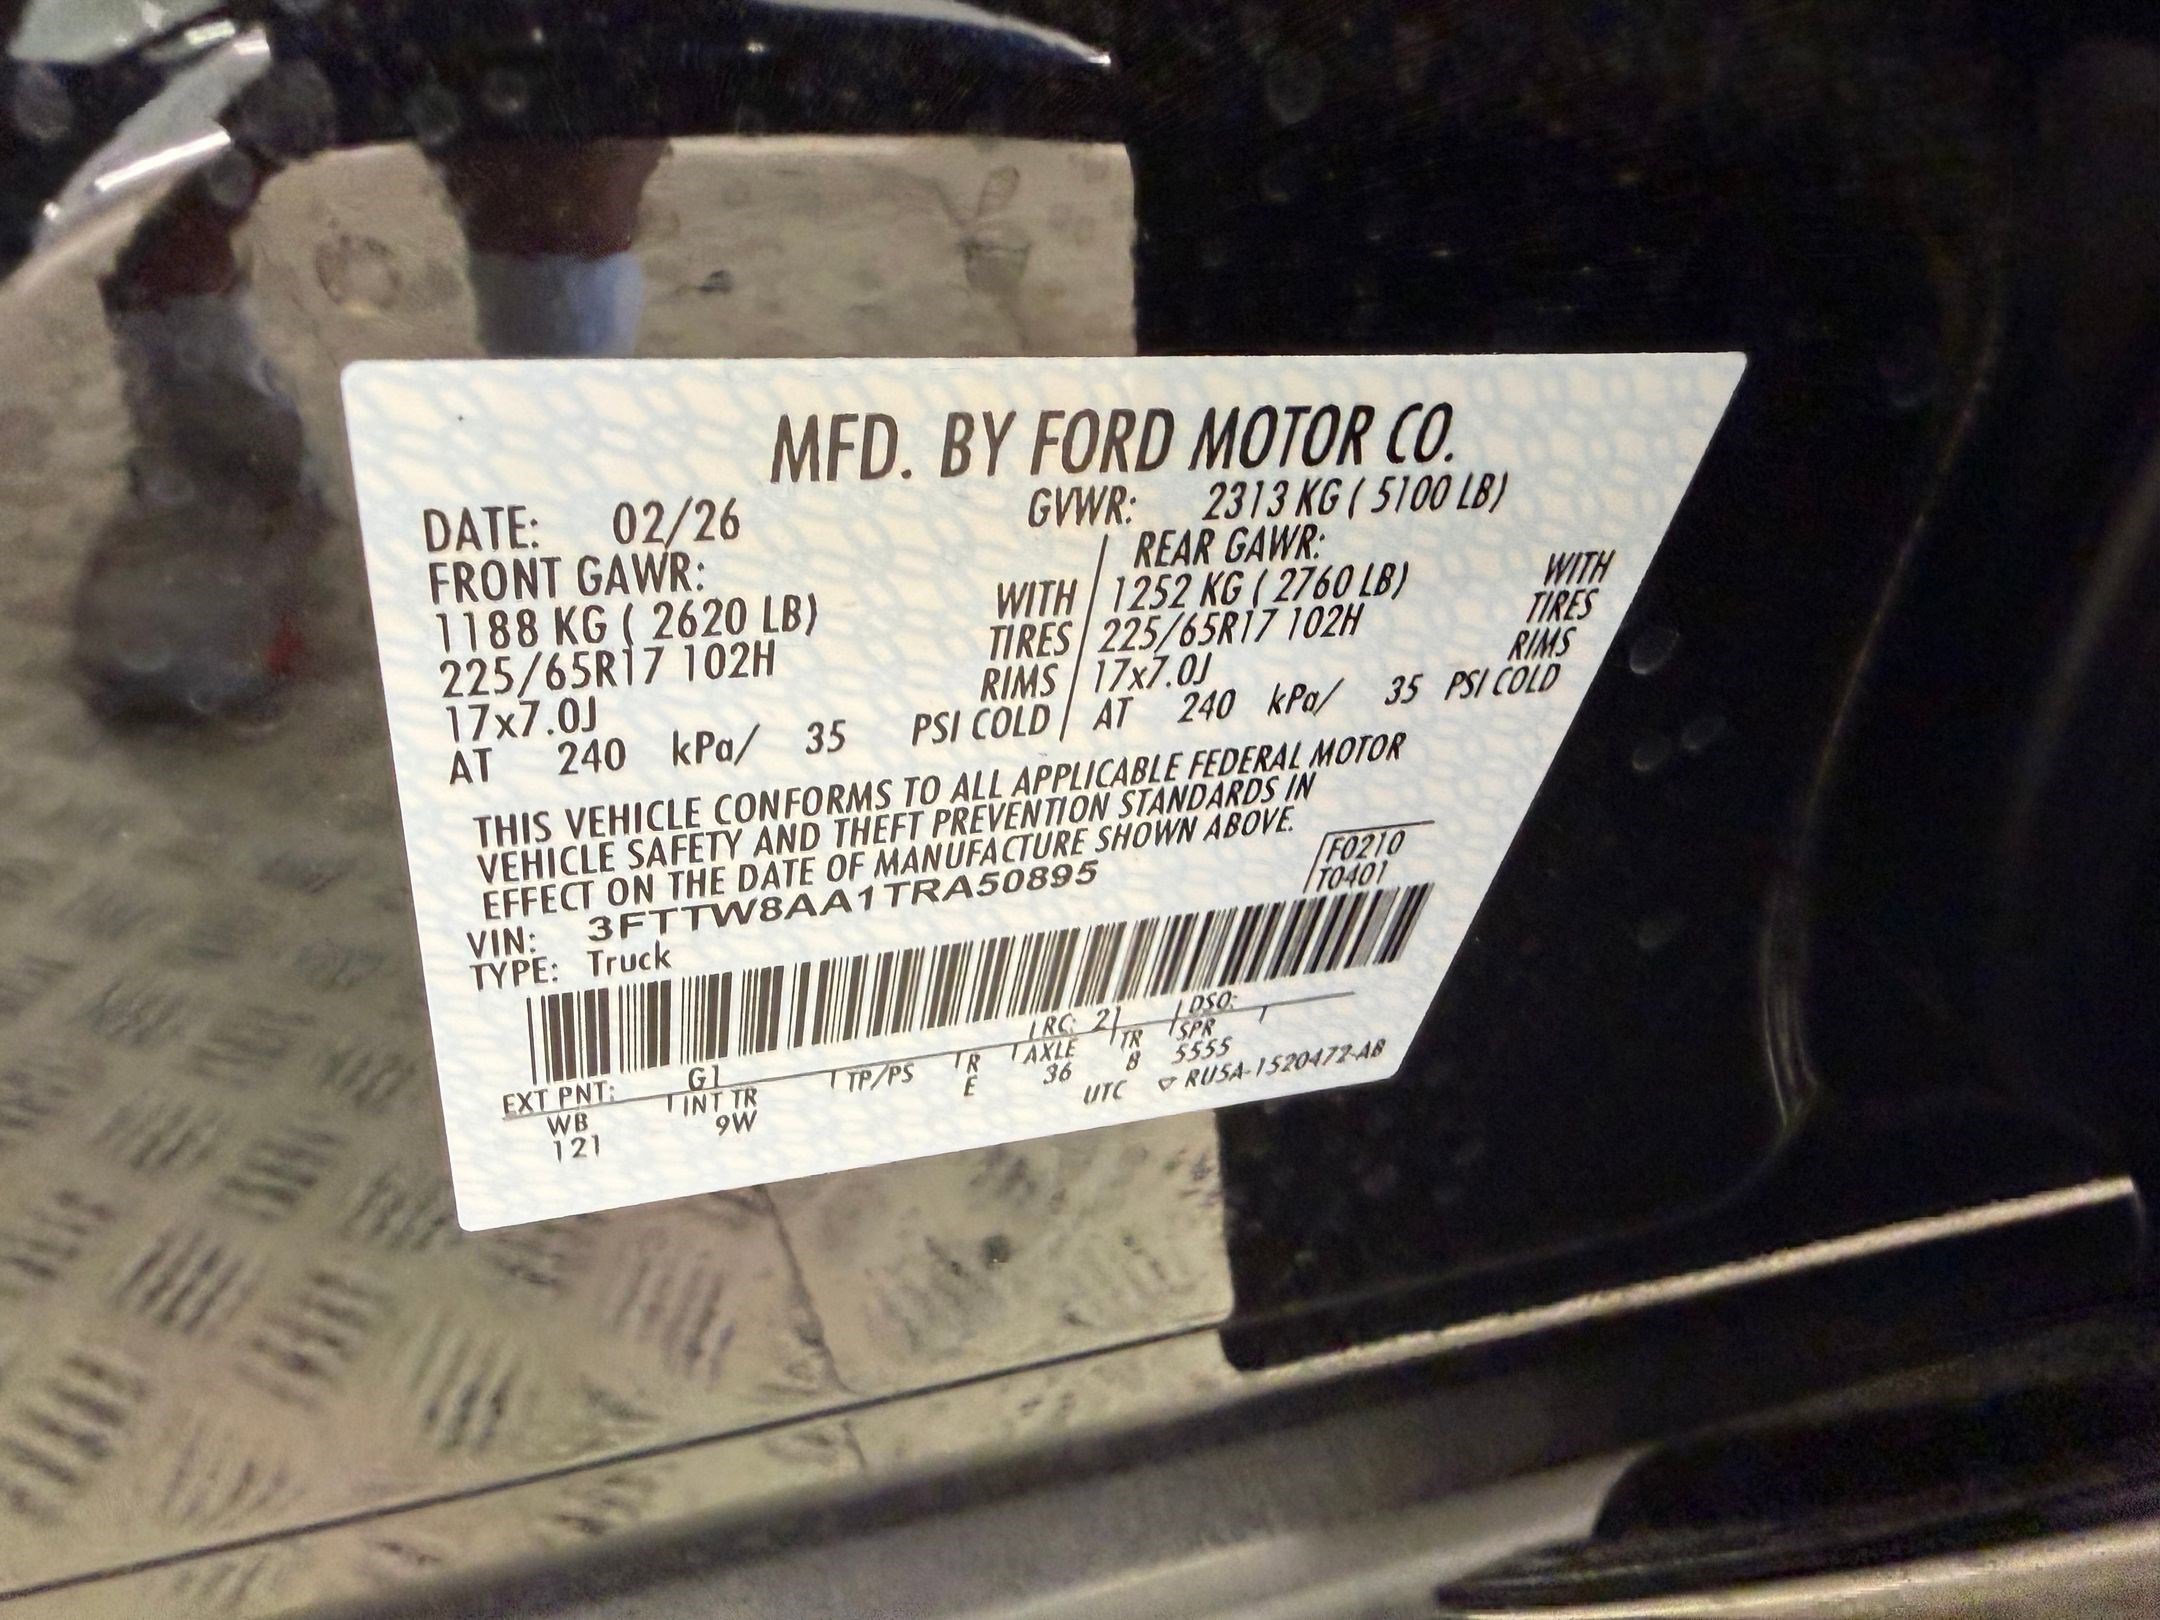 MFD. BY FORD MOTOR CO.
DATE: 02/26 GVWR: 2313 KG ( 5100 LB)
FRONT GAWR: REAR GAWR:
1188 KG ( 2620 LB) WITH 1252 KG ( 2760 LB) WITH
225/65R17 102H TIRES 225/65R17 102H TIRES
17x7.0J RIMS 17x7.0J RIMS
AT 240 kPa/ 35 PSI COLD AT 240 kPa/ 35 PSI COLD
THIS VEHICLE CONFORMS TO ALL APPLICABLE FEDERAL MOTOR
VEHICLE SAFETY AND THEFT PREVENTION STANDARDS IN
EFFECT ON THE DATE OF MANUFACTURE SHOWN ABOVE.
VIN: 3FTTW8AA1TRA50895 F0210
TYPE: Truck T0401
EXT PNT: G1 RC: 21 DSO:
WB INT TR TP/PS R AXLE TR SPR
121 9W E 36 B 5555
UTC RU5A-1520472-AB